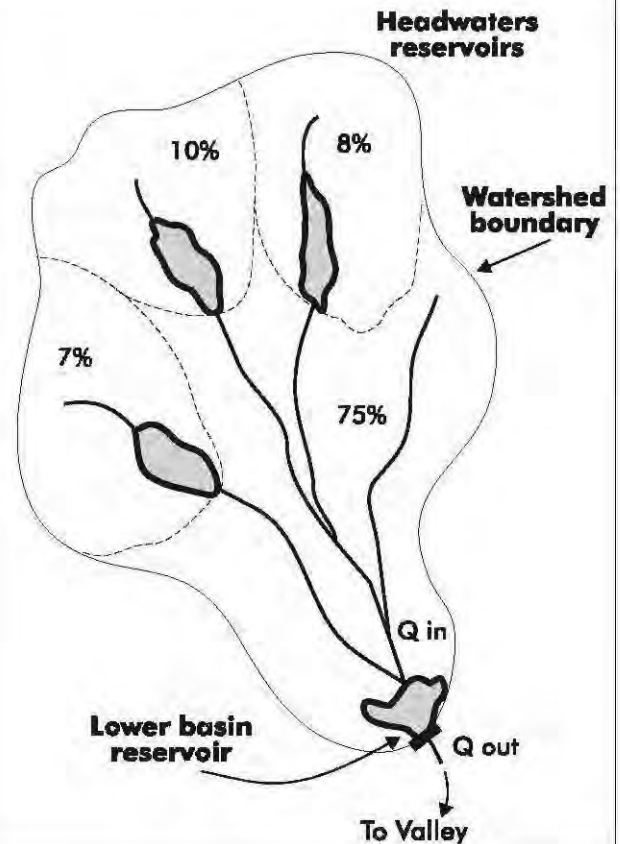 Headwaters
reservoirs
10%
8%
Watershed
boundary
7%
75%
Q in
Lower basin
reservoir
Q out
To Valley